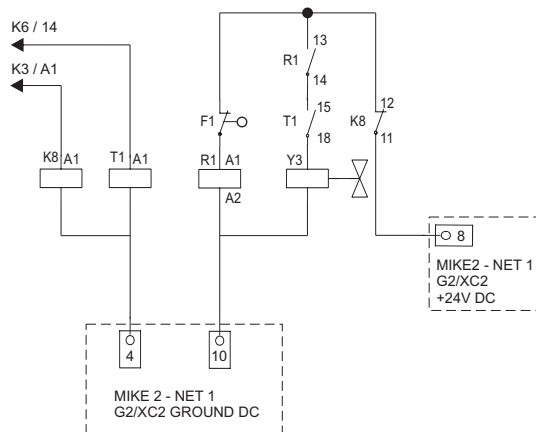 K6 / 14
K3 / A1
13
R1
14
12
F1
T1
15
K8
18
11
K8 A1
T1 A1
R1 A1
Y3
A2
8
MIKE2 - NET 1
G2/XC2
+24V DC
4
10
MIKE 2 - NET 1
G2/XC2 GROUND DC